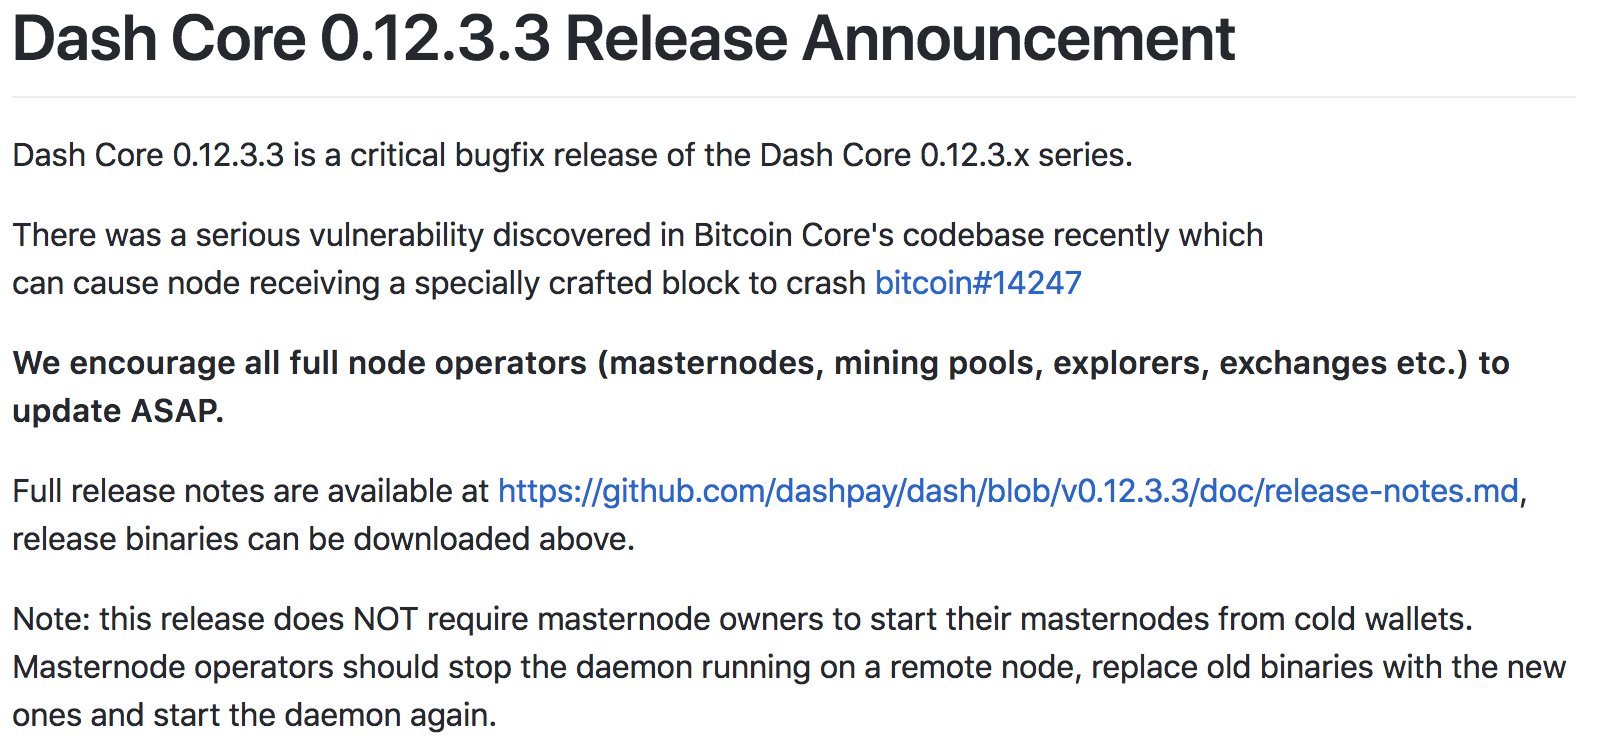 Dash Core 0.12.3.3 Release Announcement
Dash Core 0.12.3.3 is a critical bugfix release of the Dash Core 0.12.3.x series.
There was a serious vulnerability discovered in Bitcoin Core's codebase recently which
can cause node receiving a specially crafted block to crash bitcoin#14247
We encourage all full node operators (masternodes, mining pools, explorers, exchanges etc.) to
update ASAP.
Full release notes are available at https://github.com/dashpay/dash/blob/v0.12.3.3/doc/release-notes.md,
release binaries can be downloaded above.
Note: this release does NOT require masternode owners to start their masternodes from cold wallets.
Masternode operators should stop the daemon running on a remote node, replace old binaries with the new
ones and start the daemon again.